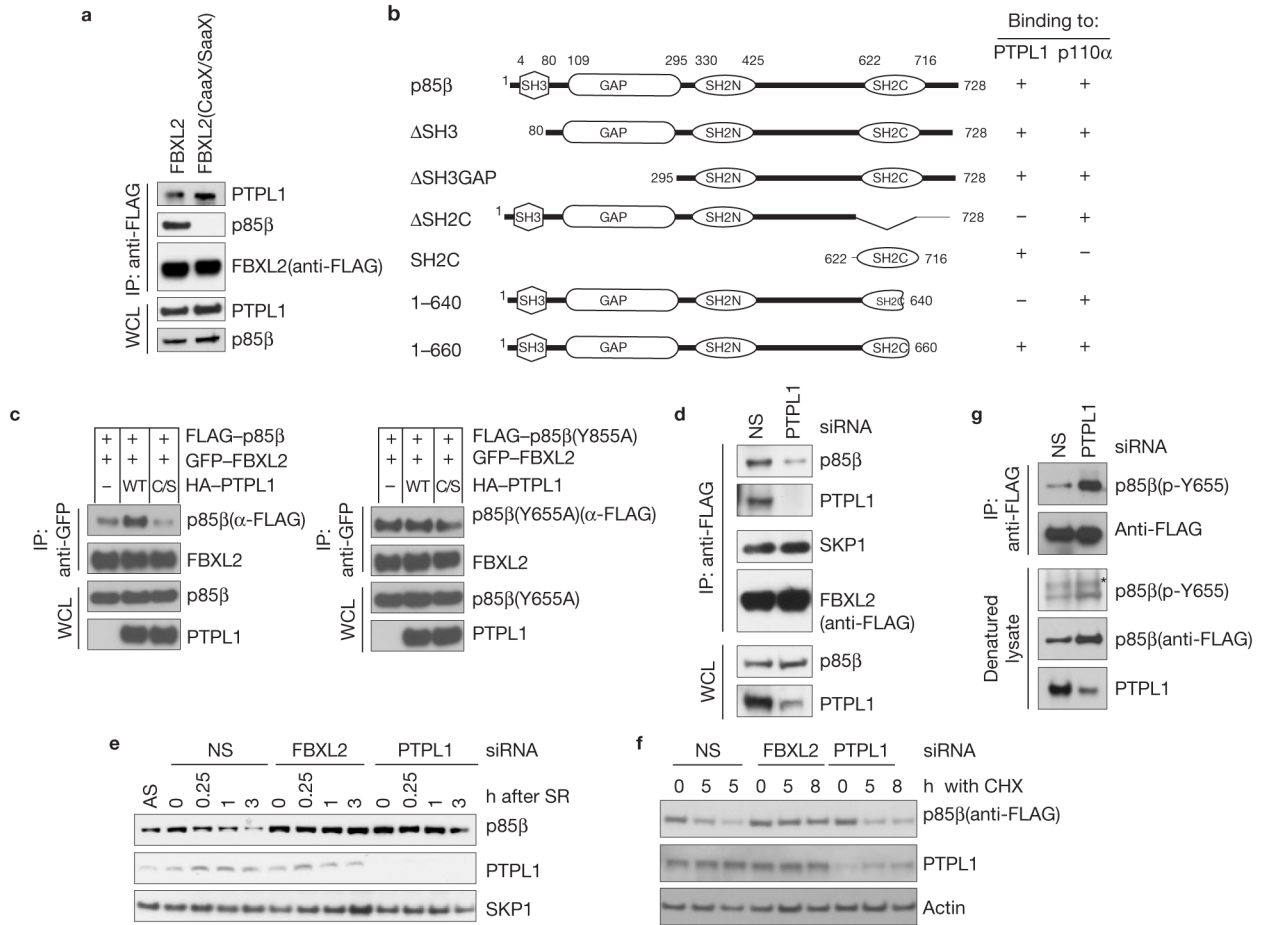 a
FBXL2
FBXL2(CaaX/SaaX)
IP: anti-FLAG
PTPL1
p85β
FBXL2(anti-FLAG)
WCL
PTPL1
p85β
b
Binding to:
PTPL1 p110α
4 80 109 295 330 425 622 716
p85β 1 SH3 GAP SH2N SH2C 728 + +
ΔSH3 80 GAP SH2N SH2C 728 + +
ΔSH3GAP 295 SH2N SH2C 728 + +
ΔSH2C 1 SH3 GAP SH2N 728 − +
SH2C 622 SH2C 716 + −
1–640 1 SH3 GAP SH2N SH2C 640 − +
1–660 1 SH3 GAP SH2N SH2C 660 + +
c
+ + + FLAG–p85β
+ + + GFP–FBXL2
− WT C/S HA–PTPL1
IP: anti-GFP
p85β(α-FLAG)
FBXL2
WCL
p85β
PTPL1
+ + + FLAG–p85β(Y855A)
+ + + GFP–FBXL2
− WT C/S HA–PTPL1
IP: anti-GFP
p85β(Y655A)(α-FLAG)
FBXL2
WCL
p85β(Y655A)
PTPL1
d
NS PTPL1 siRNA
IP: anti-FLAG
p85β
PTPL1
SKP1
FBXL2
(anti-FLAG)
WCL
p85β
PTPL1
g
NS PTPL1 siRNA
IP: anti-FLAG
p85β(p-Y655)
Anti-FLAG
Denatured lysate
* p85β(p-Y655)
p85β(anti-FLAG)
PTPL1
e
NS FBXL2 PTPL1 siRNA
AS 0 0.25 1 3 0 0.25 1 3 0 0.25 1 3 h after SR
p85β
PTPL1
SKP1
f
NS FBXL2 PTPL1 siRNA
0 5 5 0 5 8 0 5 8 h with CHX
p85β(anti-FLAG)
PTPL1
Actin